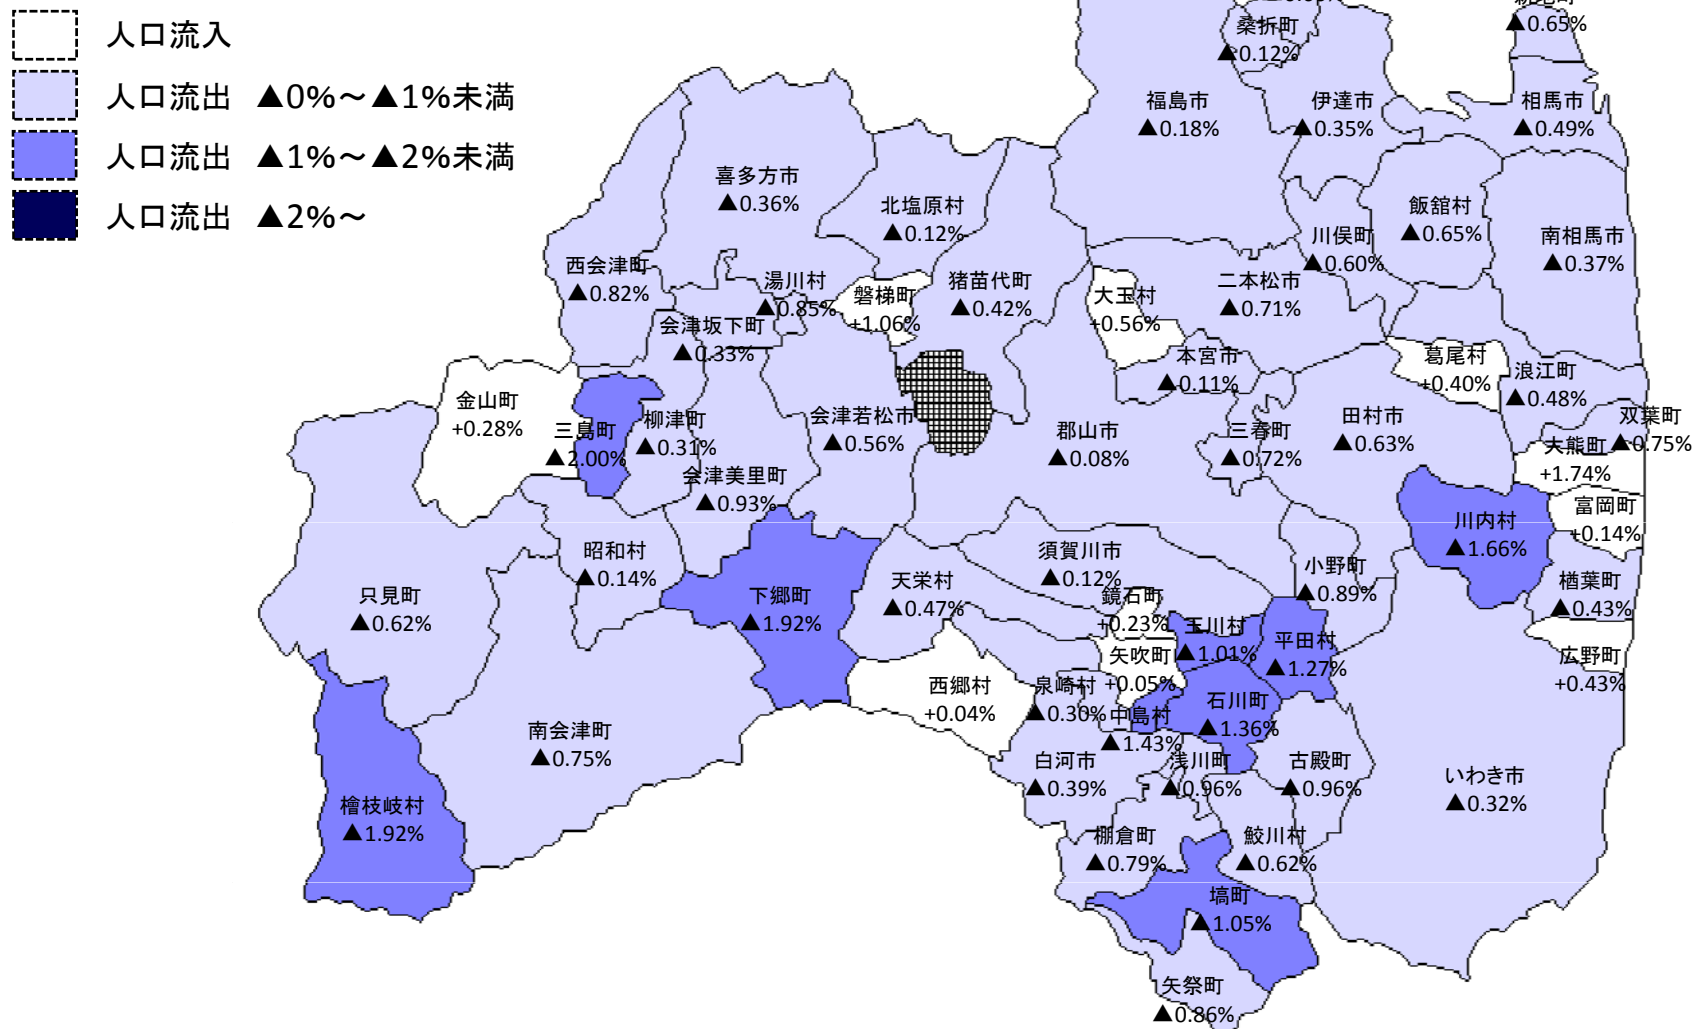 人口流入
人口流出 ▲0%～▲1%未満
人口流出 ▲1%～▲2%未満
人口流出 ▲2%～
▲0.65%
桑折町
▲0.12%
福島市
▲0.18%
伊達市
▲0.35%
相馬市
▲0.49%
喜多方市
▲0.36%
北塩原村
▲0.12%
飯舘村
▲0.65%
川俣町
▲0.60%
南相馬市
▲0.37%
西会津町
▲0.82%
湯川村
▲0.85%
磐梯町
+1.06%
猪苗代町
▲0.42%
大玉村
+0.56%
二本松市
▲0.71%
会津坂下町
▲0.33%
本宮市
▲0.11%
葛尾村
+0.40%
浪江町
▲0.48%
金山町
+0.28%
三島町
▲2.00%
柳津町
▲0.31%
会津若松市
▲0.56%
郡山市
▲0.08%
三春町
▲0.72%
田村市
▲0.63%
双葉町
▲0.75%
大熊町
+1.74%
会津美里町
▲0.93%
富岡町
+0.14%
川内村
▲1.66%
昭和村
▲0.14%
須賀川市
▲0.12%
小野町
▲0.89%
楢葉町
▲0.43%
只見町
▲0.62%
下郷町
▲1.92%
天栄村
▲0.47%
鏡石町
+0.23%
玉川村
▲1.01%
平田村
▲1.27%
矢吹町
+0.05%
広野町
+0.43%
西郷村
+0.04%
泉崎村
▲0.30%
中島村
▲1.43%
石川町
▲1.36%
南会津町
▲0.75%
白河市
▲0.39%
浅川町
▲0.96%
古殿町
▲0.96%
いわき市
▲0.32%
檜枝岐村
▲1.92%
棚倉町
▲0.79%
鮫川村
▲0.62%
塙町
▲1.05%
矢祭町
▲0.86%